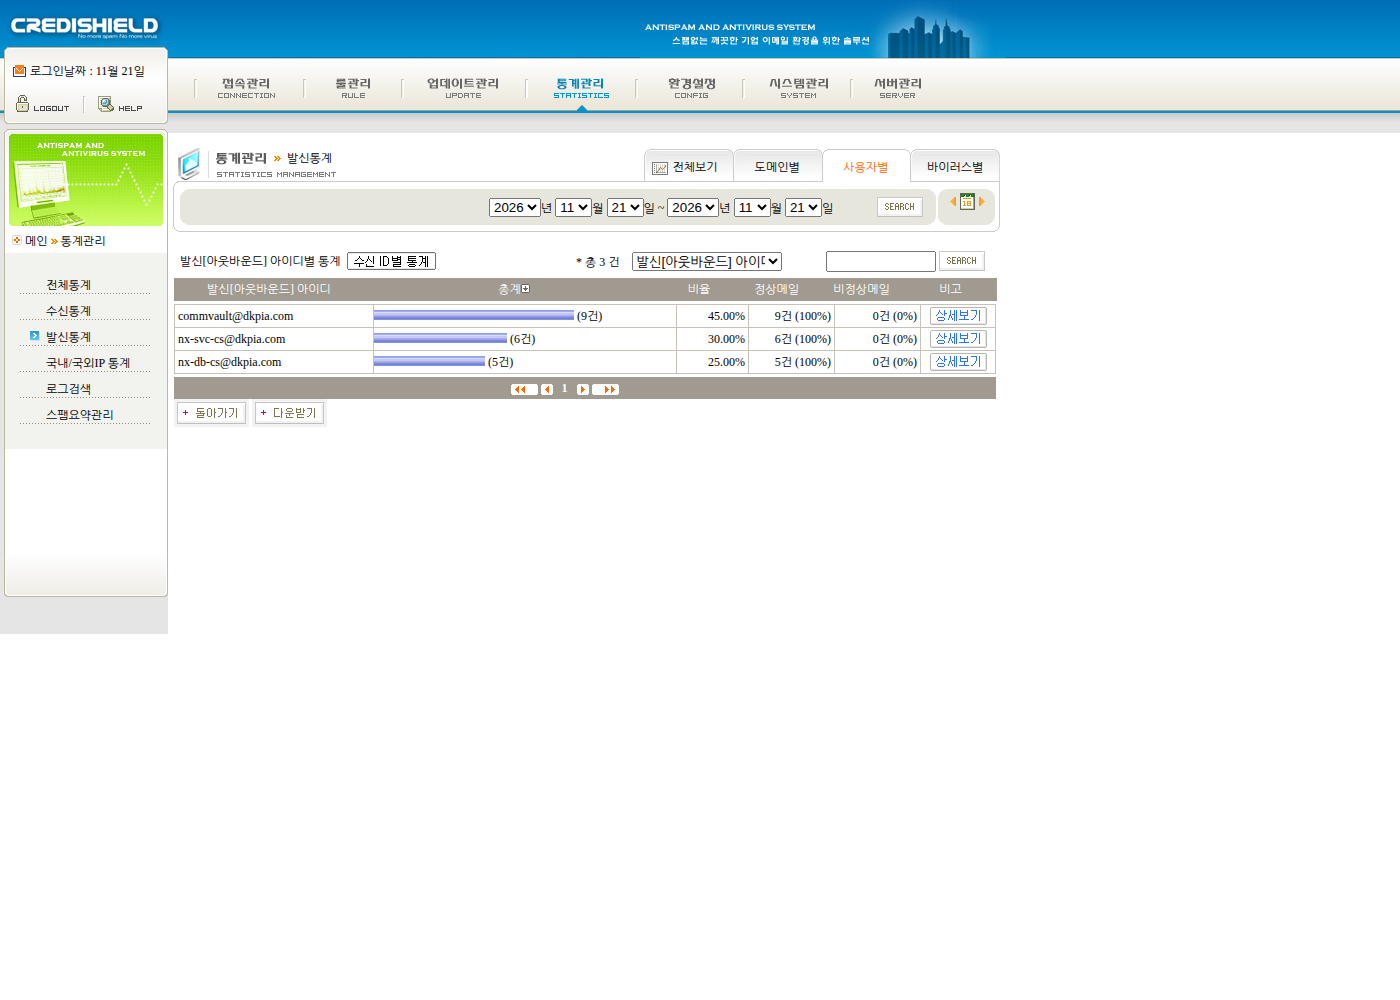 CREDISHIELD
No more spam No more virus
ANTISPAM AND ANTIVIRUS SYSTEM
스팸없는 깨끗한 기업 이메일 환경을 위한 솔루션
로그인날짜 : 11월 21일
LOGOUT HELP
접속관리 룰관리 업데이트관리 통계관리 환경설정 시스템관리 서버관리
CONNECTION RULE UPDATE STATISTICS CONFIG SYSTEM SERVER
ANTISPAM AND
ANTIVIRUS SYSTEM
메인 » 통계관리
전체통계
수신통계
발신통계
국내/국외IP 통계
로그검색
스팸요약관리
통계관리 » 발신통계
STATISTICS MANAGEMENT
전체보기 도메인별 사용자별 바이러스별
2026 년 11 월 21 일 ~ 2026 년 11 월 21 일 SEARCH 18
발신[아웃바운드] 아이디별 통계 수신 ID별 통계 * 총 3 건 발신[아웃바운드] 아이디 SEARCH
발신[아웃바운드] 아이디 총계 비율 정상메일 비정상메일 비고
commvault@dkpia.com (9건) 45.00% 9건 (100%) 0건 (0%) 상세보기
nx-svc-cs@dkpia.com (6건) 30.00% 6건 (100%) 0건 (0%) 상세보기
nx-db-cs@dkpia.com (5건) 25.00% 5건 (100%) 0건 (0%) 상세보기
1
돌아가기 다운받기